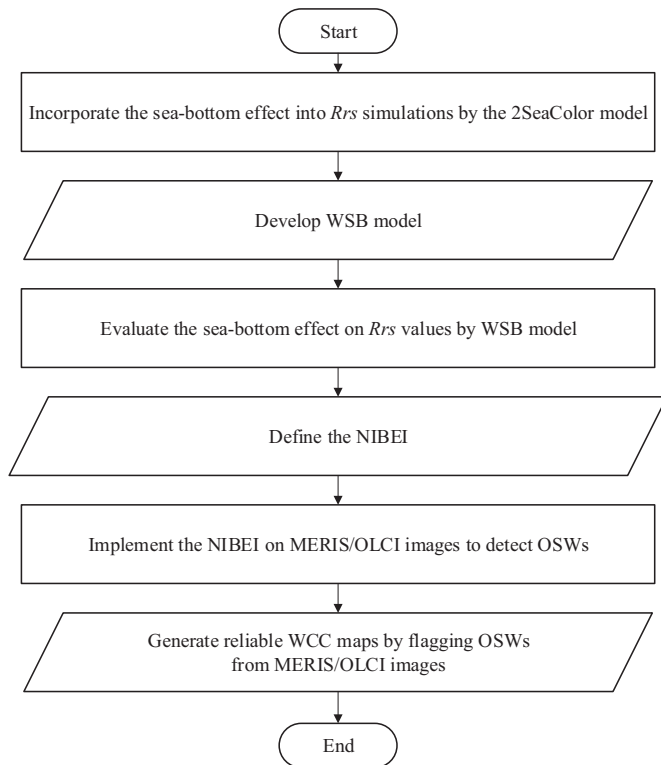 Start
Incorporate the sea-bottom effect into Rrs simulations by the 2SeaColor model
Develop WSB model
Evaluate the sea-bottom effect on Rrs values by WSB model
Define the NIBEI
Implement the NIBEI on MERIS/OLCI images to detect OSWs
Generate reliable WCC maps by flagging OSWs
from MERIS/OLCI images
End